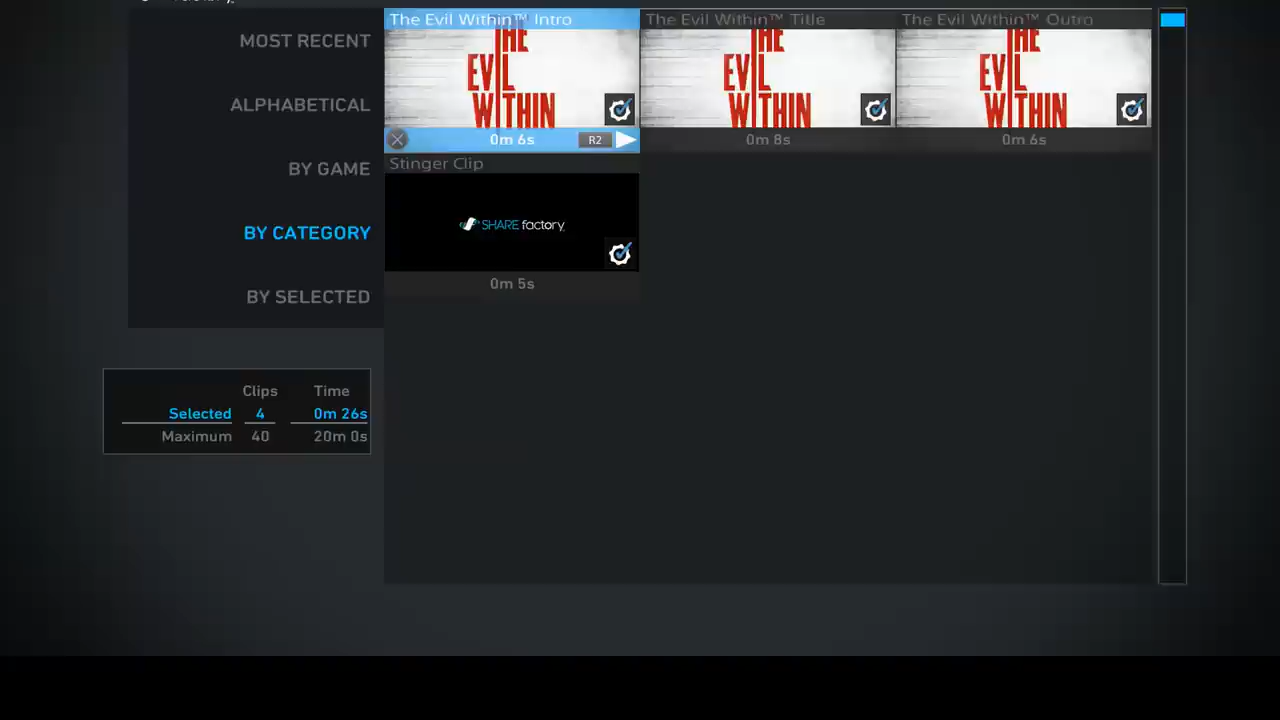 MOST RECENT
ALPHABETICAL
BY GAME
BY CATEGORY
BY SELECTED
The Evil Within™ Intro
THE
EVIL
WITHIN
0m 6s
R2
The Evil Within™ Title
THE
EVIL
WITHIN
0m 8s
The Evil Within™ Outro
THE
EVIL
WITHIN
0m 6s
Stinger Clip
SHARE factory
0m 5s
Clips Time
Selected 4 0m 26s
Maximum 40 20m 0s